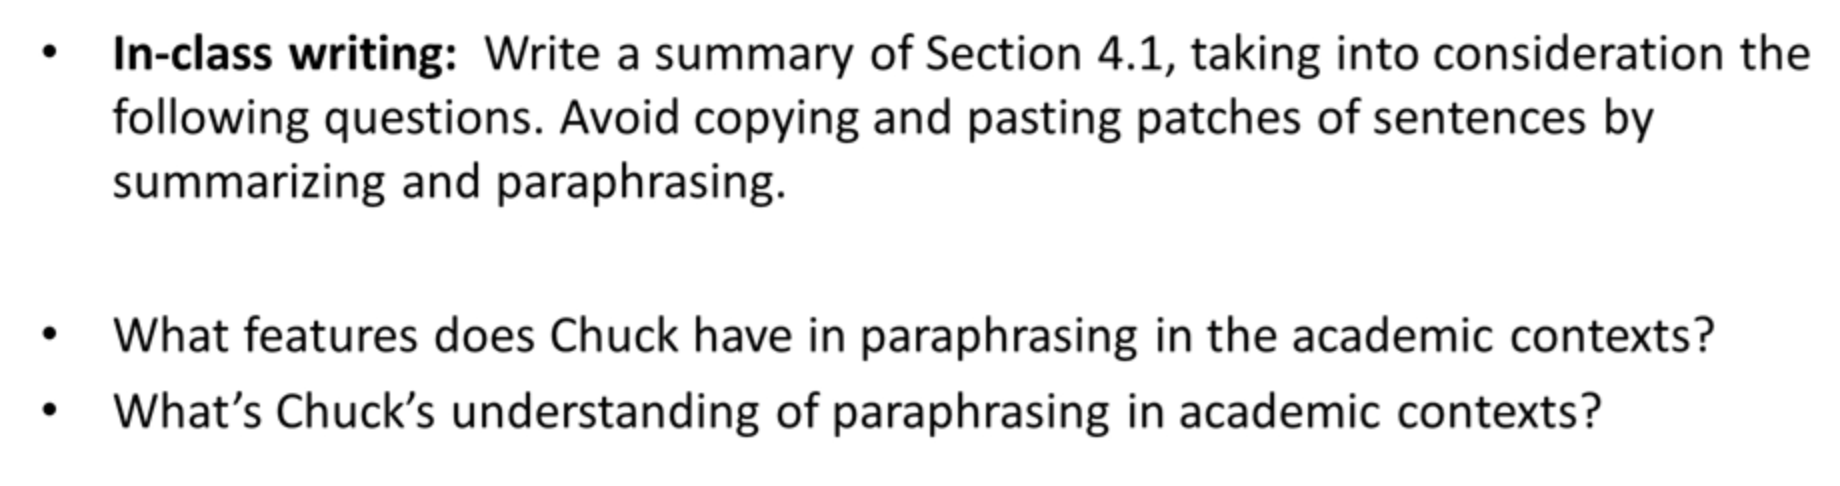 • In-class writing: Write a summary of Section 4.1, taking into consideration the
following questions. Avoid copying and pasting patches of sentences by
summarizing and paraphrasing.
• What features does Chuck have in paraphrasing in the academic contexts?
• What’s Chuck’s understanding of paraphrasing in academic contexts?